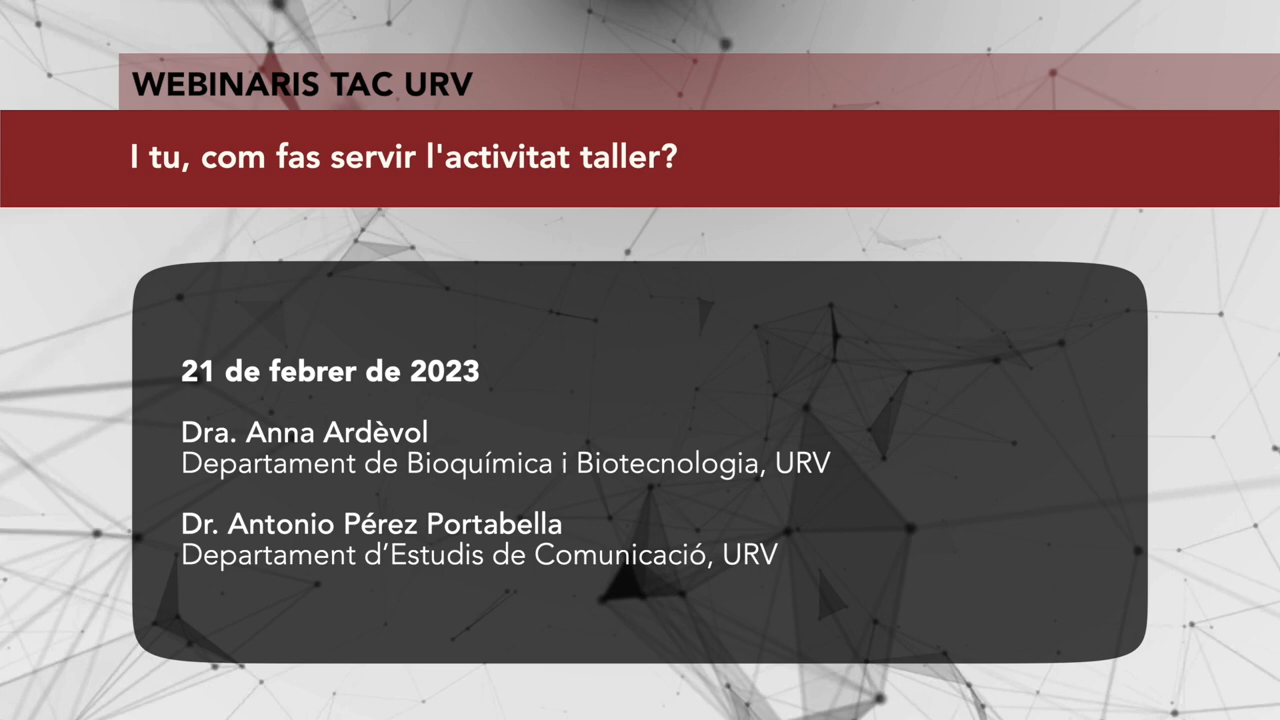 WEBINARIS TAC URV
I tu, com fas servir l'activitat taller?
21 de febrer de 2023
Dra. Anna Ardèvol
Departament de Bioquímica i Biotecnologia, URV
Dr. Antonio Pérez Portabella
Departament d’Estudis de Comunicació, URV